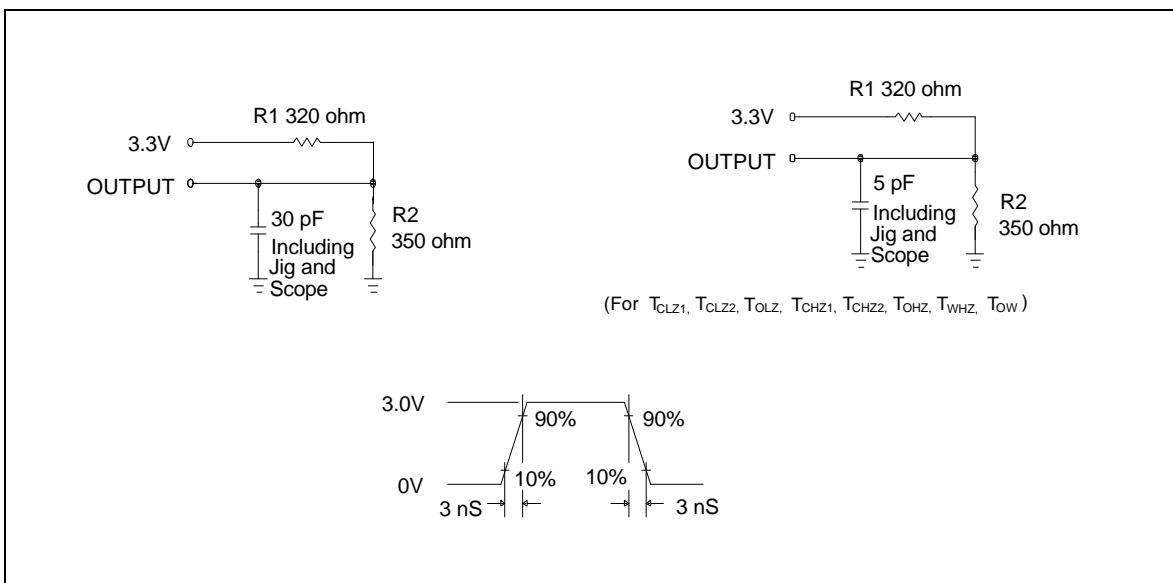 R1 320 ohm
3.3V
OUTPUT
30 pF
Including
Jig and
Scope
R2
350 ohm
R1 320 ohm
3.3V
OUTPUT
5 pF
Including
Jig and
Scope
R2
350 ohm
(For TCLZ1, TCLZ2, TOLZ, TCHZ1, TCHZ2, TOHZ, TWHZ, TOW )
3.0V
90%
90%
0V
10%
10%
3 nS
3 nS